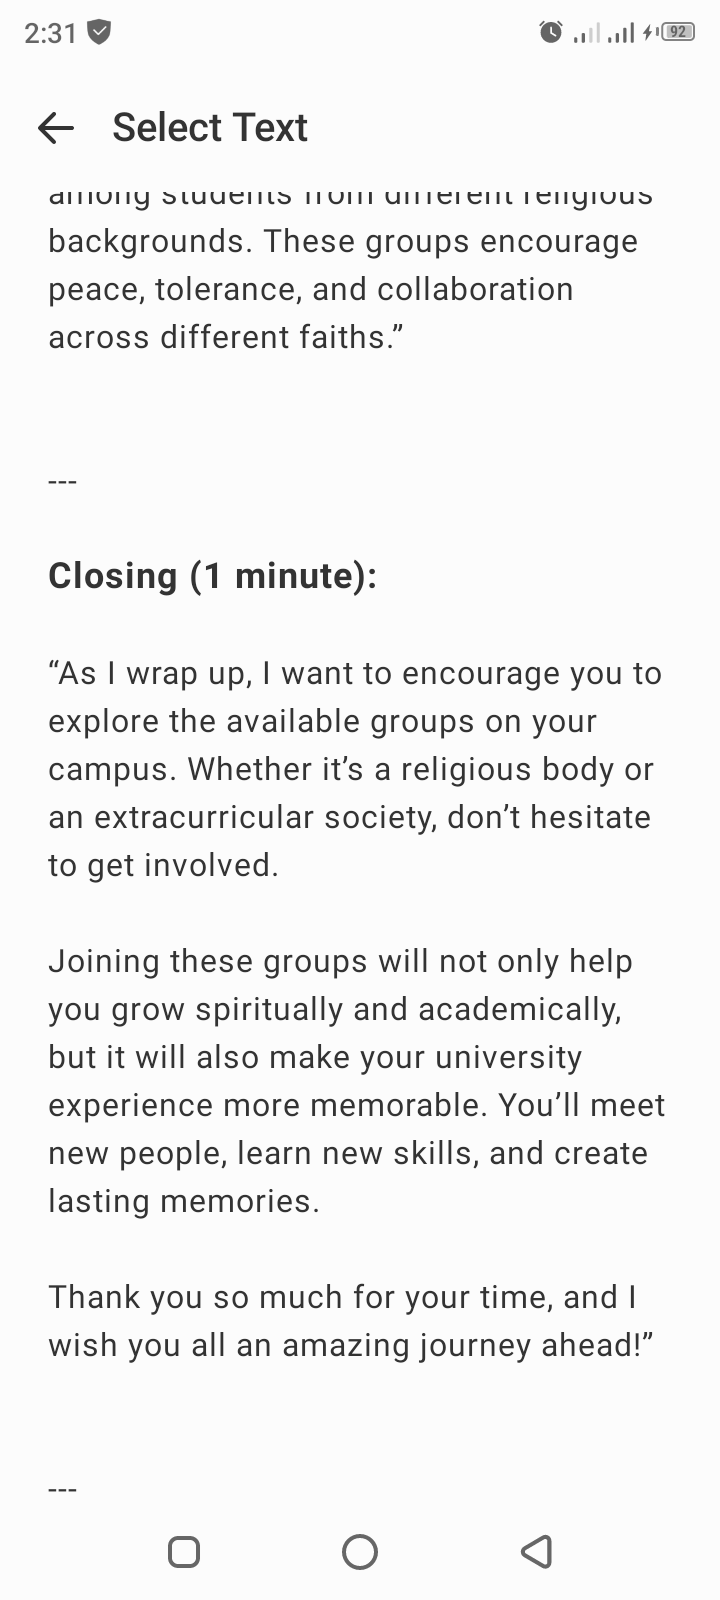 2:31
92
Select Text
among students from different religious
backgrounds. These groups encourage
peace, tolerance, and collaboration
across different faiths.”
---
Closing (1 minute):
“As I wrap up, I want to encourage you to
explore the available groups on your
campus. Whether it’s a religious body or
an extracurricular society, don’t hesitate
to get involved.
Joining these groups will not only help
you grow spiritually and academically,
but it will also make your university
experience more memorable. You’ll meet
new people, learn new skills, and create
lasting memories.
Thank you so much for your time, and I
wish you all an amazing journey ahead!”
---